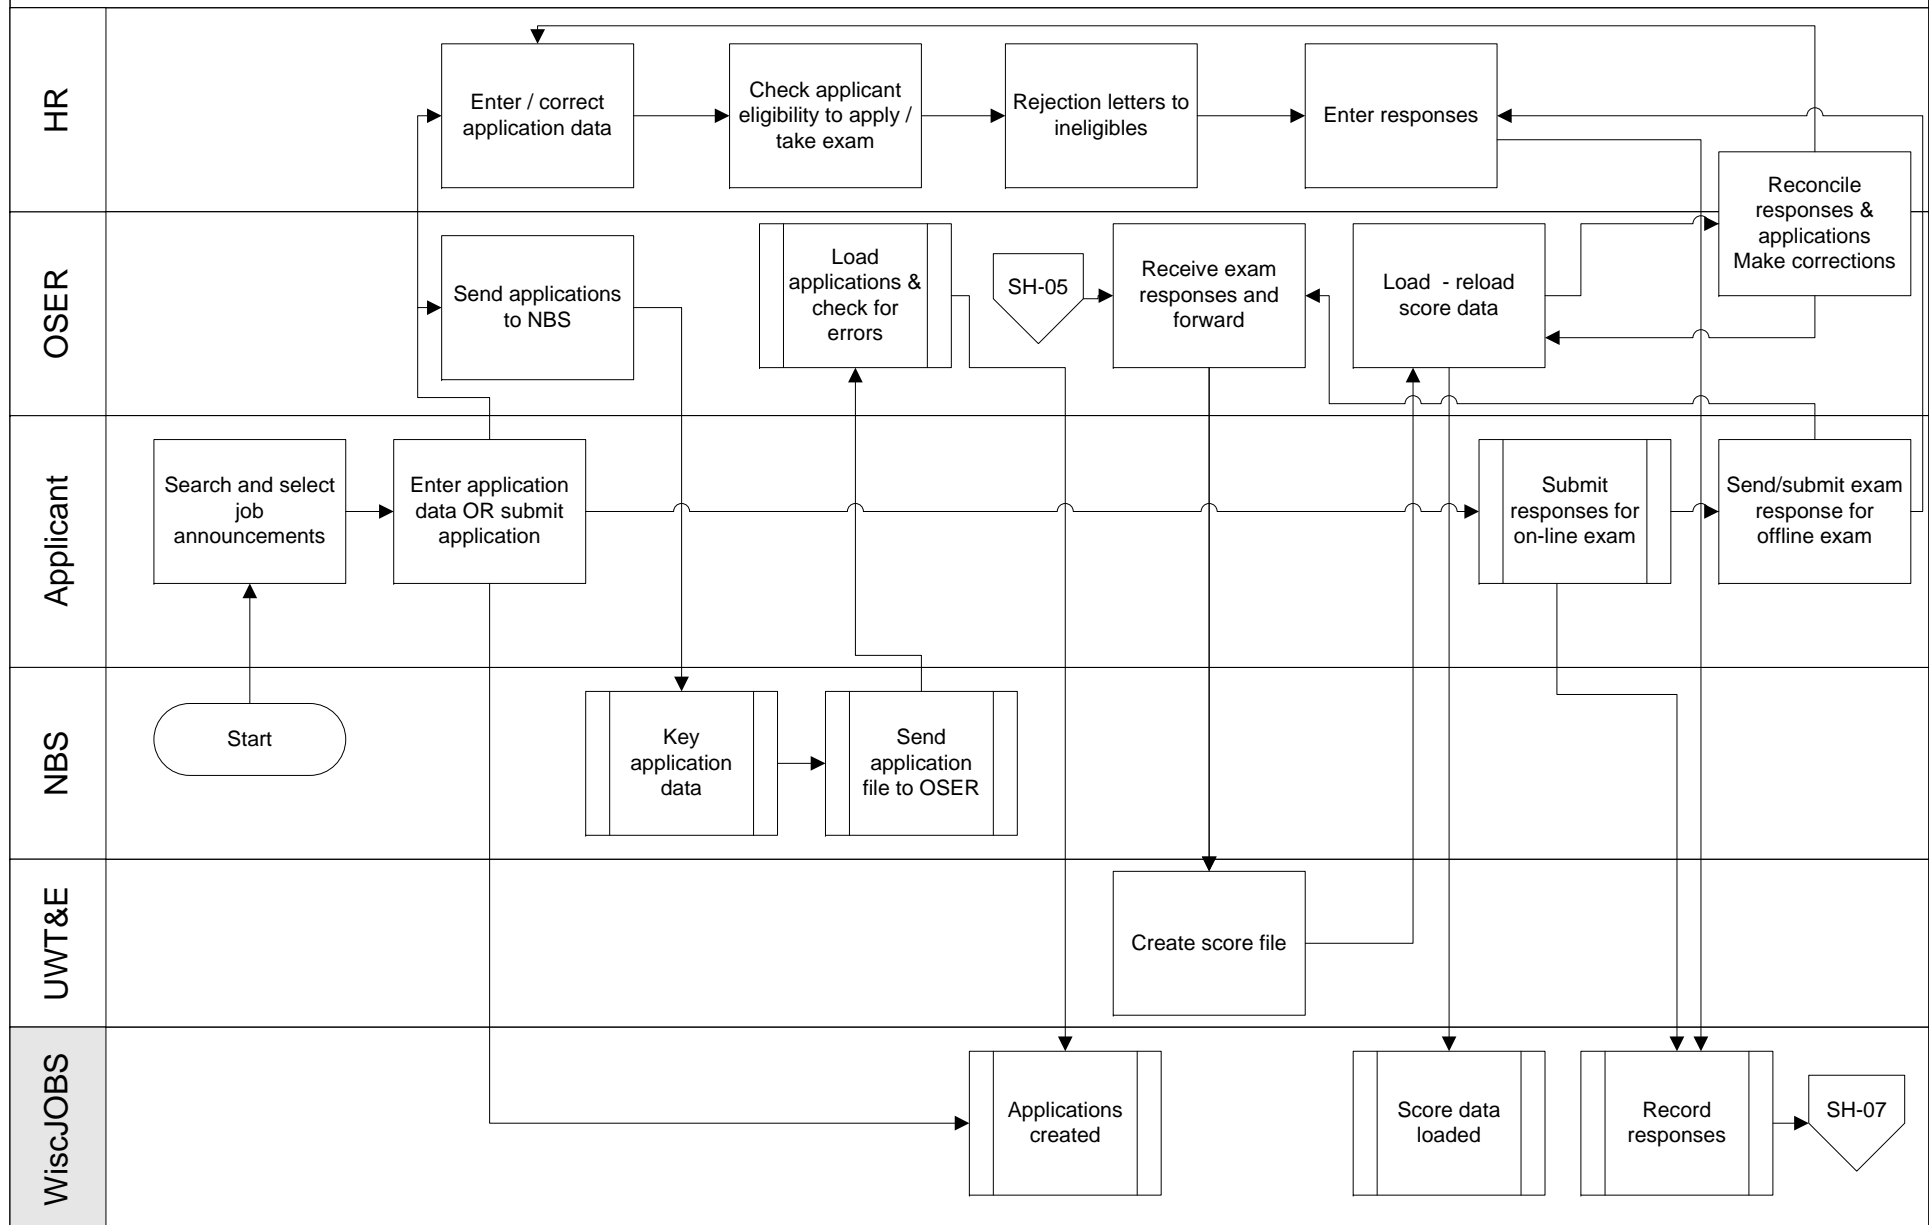 HR
Enter / correct
application data
Check applicant
eligibility to apply /
take exam
Rejection letters to
ineligibles
Enter responses
Reconcile
responses &
applications
Make corrections
OSER
Send applications
to NBS
Load
applications &
check for
errors
SH-05
Receive exam
responses and
forward
Load  - reload
score data
Applicant
Search and select
job
announcements
Enter application
data OR submit
application
Submit
responses for
on-line exam
Send/submit exam
response for
offline exam
NBS
Start
Key
application
data
Send
application
file to OSER
UWT&E
Create score file
WiscJOBS
Applications
created
Score data
loaded
Record
responses
SH-07